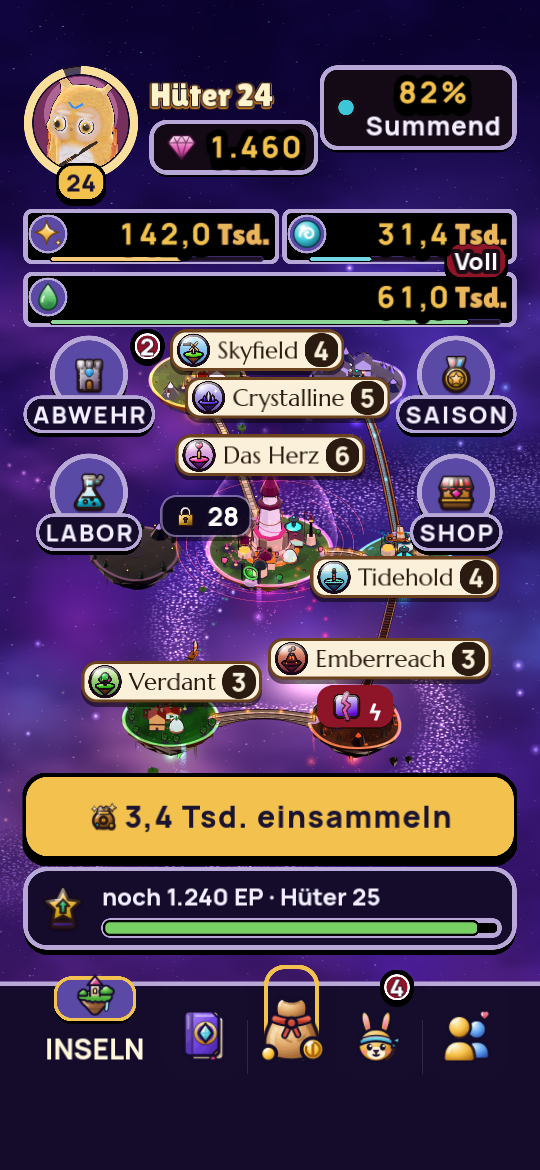 Hüter 24
82%
Summend
1.460
24
142,0 Tsd.
31,4 Tsd.
Voll
61,0 Tsd.
2
Skyfield 4
ABWEHR
Crystalline 5
SAISON
Das Herz 6
LABOR
28
SHOP
Tidehold 4
Emberreach 3
Verdant 3
3,4 Tsd. einsammeln
noch 1.240 EP · Hüter 25
4
INSELN